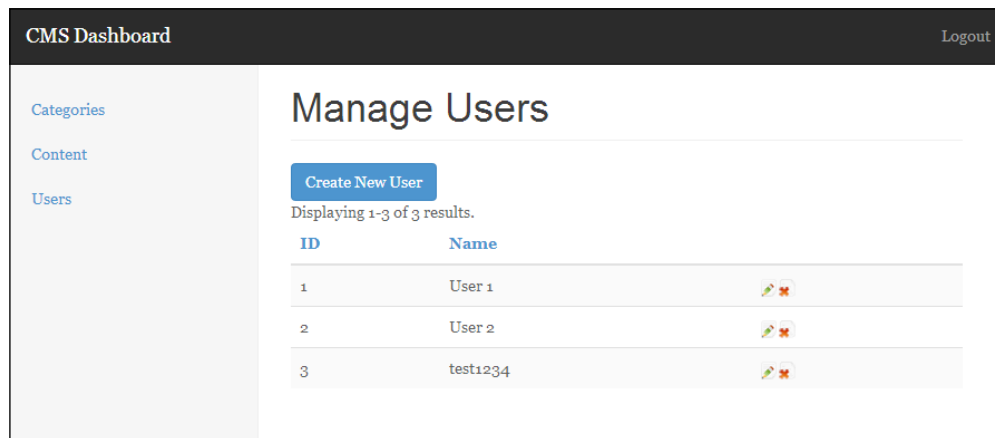 CMS Dashboard
Logout
Categories
Content
Users
Manage Users
Create New User
Displaying 1-3 of 3 results.
ID Name
1 User 1
2 User 2
3 test1234